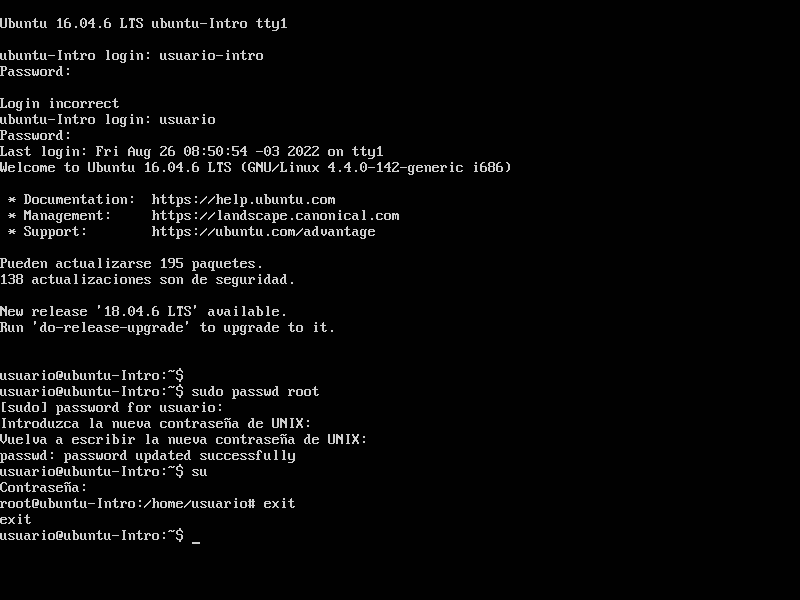 Ubuntu 16.04.6 LTS ubuntu-Intro tty1
ubuntu-Intro login: usuario-intro
Password:
Login incorrect
ubuntu-Intro login: usuario
Password:
Last login: Fri Aug 26 08:50:54 -03 2022 on tty1
Welcome to Ubuntu 16.04.6 LTS (GNU/Linux 4.4.0-142-generic i686)
* Documentation:  https://help.ubuntu.com
* Management:     https://landscape.canonical.com
* Support:        https://ubuntu.com/advantage
Pueden actualizarse 195 paquetes.
138 actualizaciones son de seguridad.
New release '18.04.6 LTS' available.
Run 'do-release-upgrade' to upgrade to it.
usuario@ubuntu-Intro:~$
usuario@ubuntu-Intro:~$ sudo passwd root
[sudo] password for usuario:
Introduzca la nueva contraseña de UNIX:
Vuelva a escribir la nueva contraseña de UNIX:
passwd: password updated successfully
usuario@ubuntu-Intro:~$ su
Contraseña:
root@ubuntu-Intro:/home/usuario# exit
exit
usuario@ubuntu-Intro:~$ _